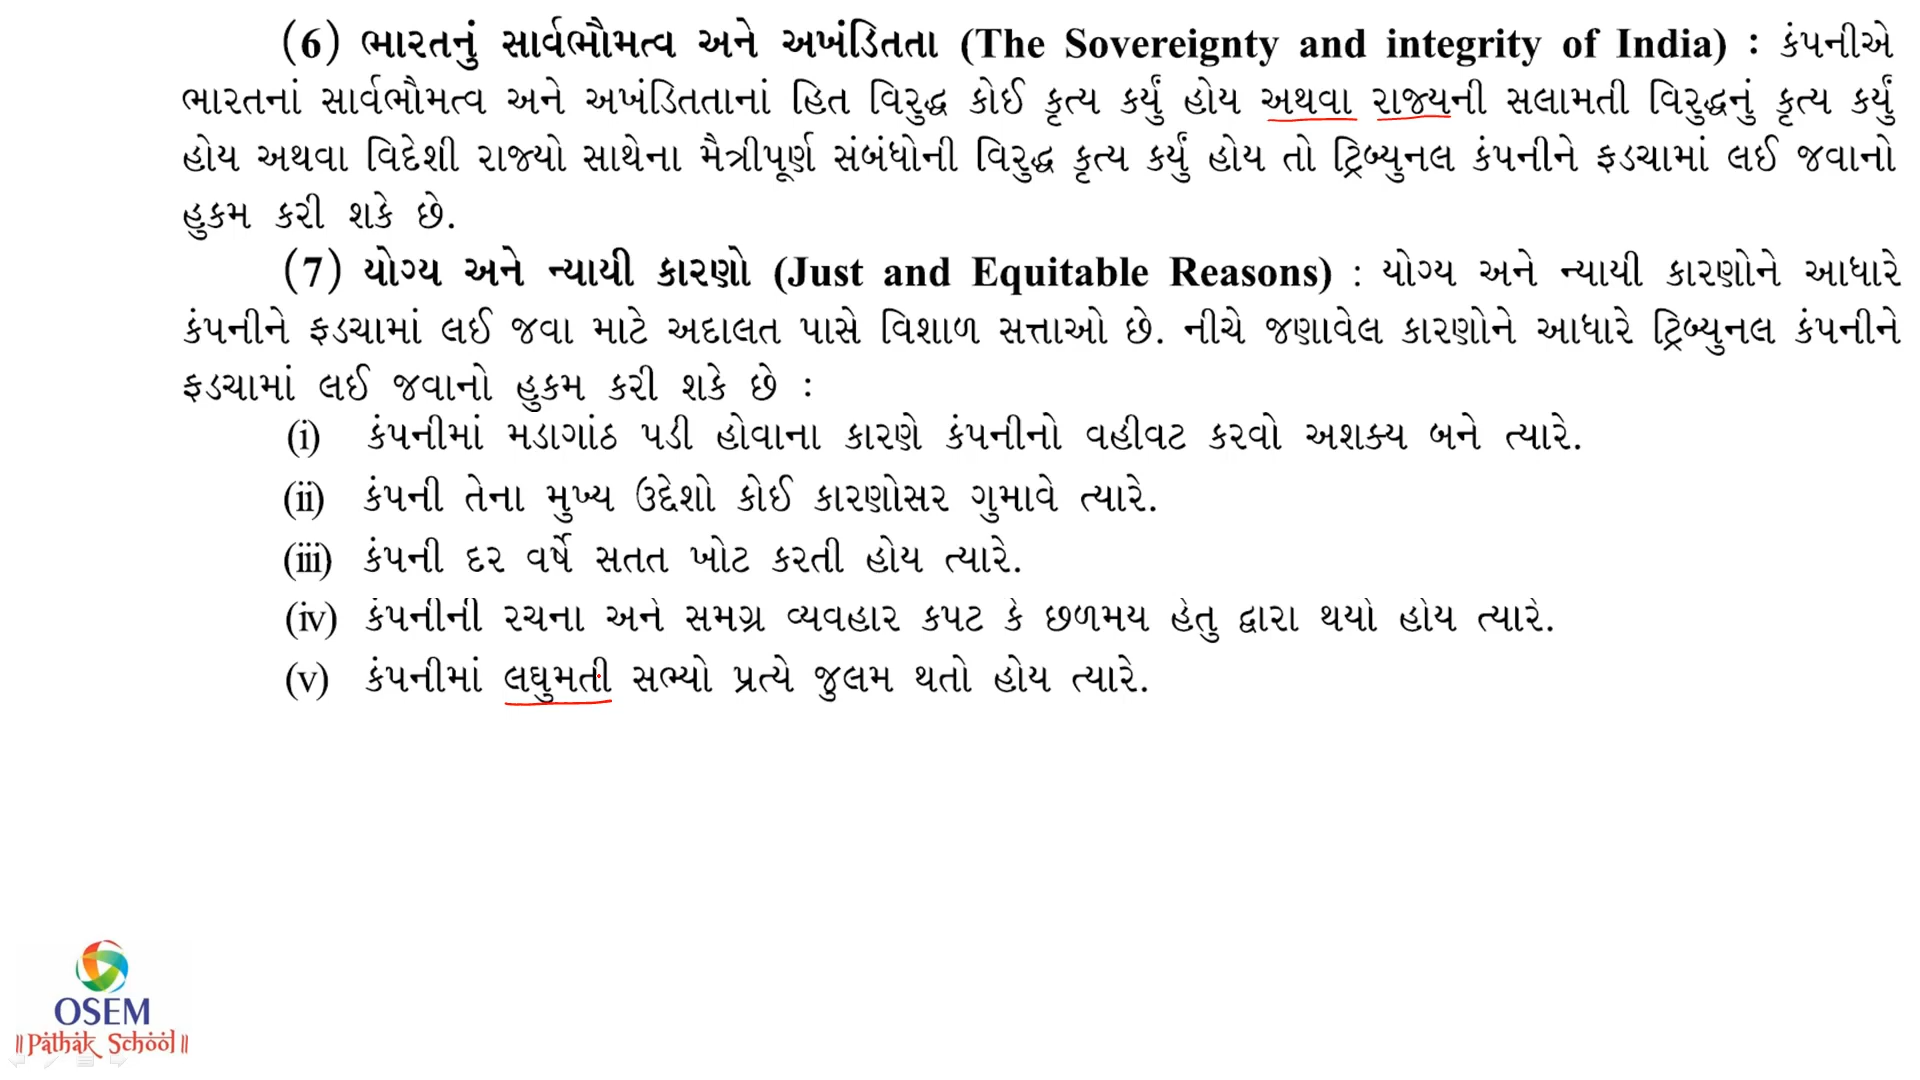 (6) ભારતનું સાર્વભૌમત્વ અને અખંડિતતા (The Sovereignty and integrity of India) : કંપનીએ
ભારતનાં સાર્વભૌમત્વ અને અખંડિતતાનાં હિત વિરુદ્ધ કોઈ કૃત્ય કર્યું હોય અથવા રાજ્યની સલામતી વિરુદ્ધનું કૃત્ય કર્યું
હોય અથવા વિદેશી રાજ્યો સાથેના મૈત્રીપૂર્ણ સંબંધોની વિરુદ્ધ કૃત્ય કર્યું હોય તો ટ્રિબ્યુનલ કંપનીને ફડચામાં લઈ જવાનો
હુકમ કરી શકે છે.
(7) યોગ્ય અને ન્યાયી કારણો (Just and Equitable Reasons) : યોગ્ય અને ન્યાયી કારણોને આધારે
કંપનીને ફડચામાં લઈ જવા માટે અદાલત પાસે વિશાળ સત્તાઓ છે. નીચે જણાવેલ કારણોને આધારે ટ્રિબ્યુનલ કંપનીને
ફડચામાં લઈ જવાનો હુકમ કરી શકે છે :
(i) કંપનીમાં મડાગાંઠ પડી હોવાના કારણે કંપનીનો વહીવટ કરવો અશક્ય બને ત્યારે.
(ii) કંપની તેના મુખ્ય ઉદ્દેશો કોઈ કારણોસર ગુમાવે ત્યારે.
(iii) કંપની દર વર્ષે સતત ખોટ કરતી હોય ત્યારે.
(iv) કંપનીની રચના અને સમગ્ર વ્યવહાર કપટ કે છળમય હેતુ દ્વારા થયો હોય ત્યારે.
(v) કંપનીમાં લઘુમતી સભ્યો પ્રત્યે જુલમ થતો હોય ત્યારે.
OSEM
॥Pathak School॥